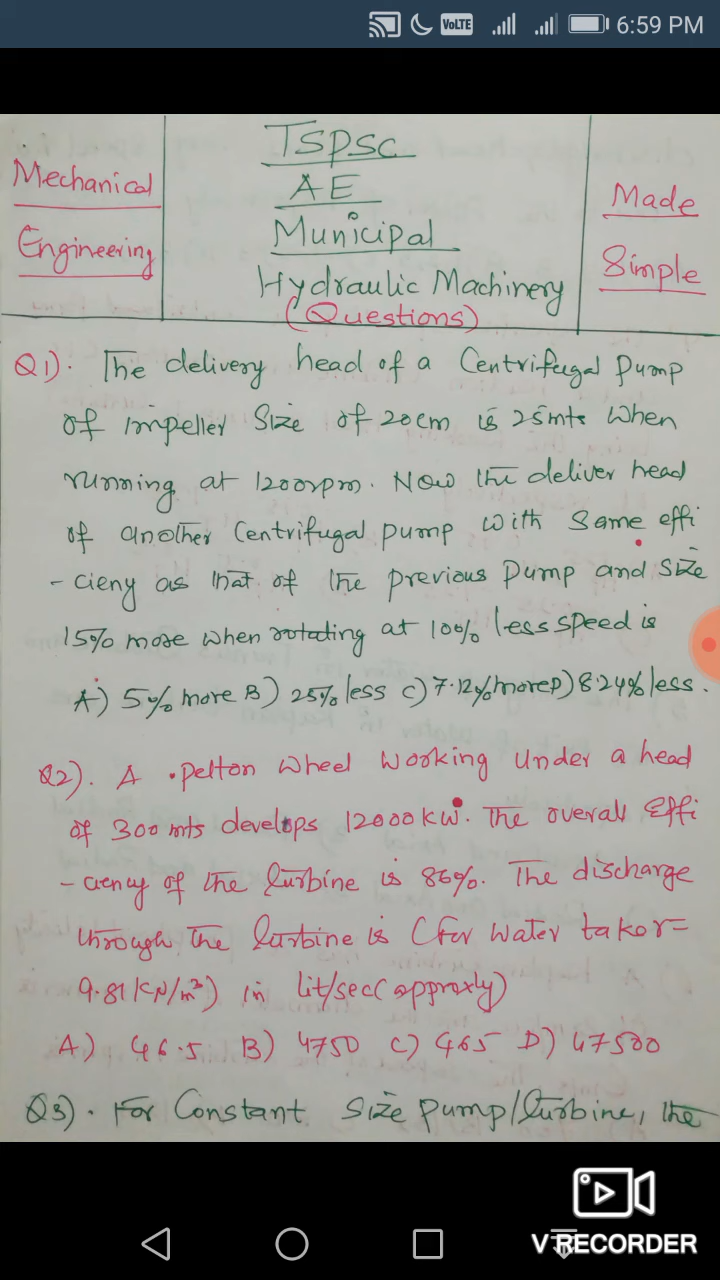 VoLTE 6:59 PM
Mechanical
Engineering
TSPSC
AE
Municipal
Hydraulic Machinery
(Questions)
Made
Simple
Q1). The delivery head of a Centrifugal pump
of impeller size of 20cm is 25mts when
running at 1200rpm. Now the deliver head
of another Centrifugal pump with same effi
-cieny as that of the previous pump and size
15% more when rotating at 10% less speed is
A) 5% more B) 25% less C) 7.12% more D) 8.24% less.
Q2). A Pelton wheel working under a head
of 300 mts develops 12000 kw. The overall Effi
-ciency of the turbine is 86%. The discharge
through the turbine is (For water take r=
9.81 KN/m³) in lit/sec (approxly)
A) 46.5 B) 4750 C) 465 D) 47500
Q3). For Constant Size pump/turbine, the
V RECORDER